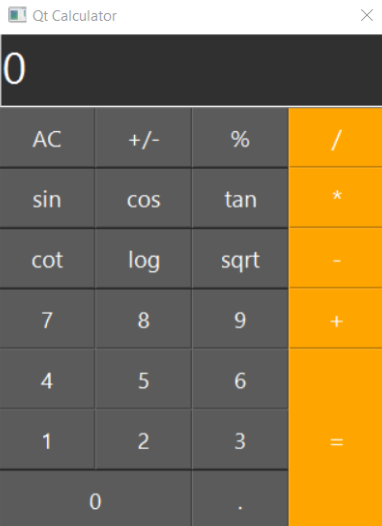 Qt Calculator
0
AC +/- % /
sin cos tan *
cot log sqrt -
7 8 9 +
4 5 6
1 2 3 =
0 .